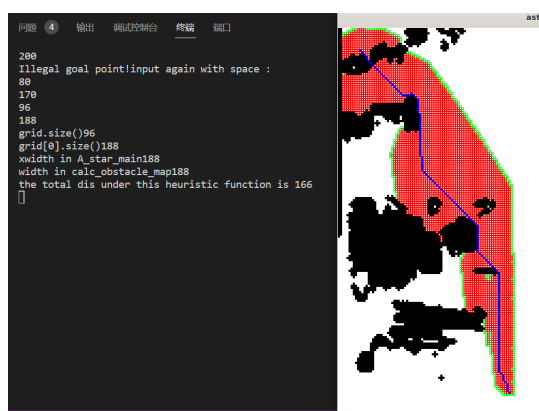 问题 4 输出 调试控制台 终端 端口
ast
200
Illegal goal point!input again with space :
80
170
96
188
grid.size()96
grid[0].size()188
xwidth in A_star_main188
width in calc_obstacle_map188
the total dis under this heuristic function is 166